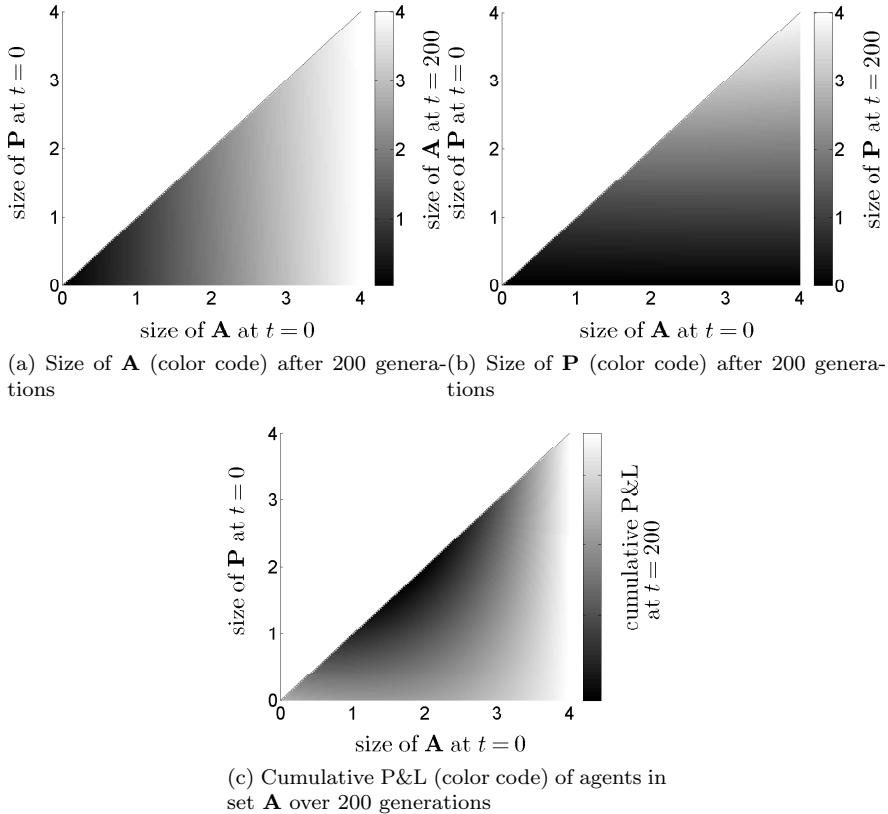 4
3
2
1
0
0 1 2 3 4
size of P at t = 0
size of A at t = 0
4
3
2
1
size of A at t = 200
(a) Size of A (color code) after 200 genera-
tions
4
3
2
1
0
0 1 2 3 4
size of P at t = 0
size of A at t = 0
4
3
2
1
0
size of P at t = 200
(b) Size of P (color code) after 200 genera-
tions
4
3
2
1
0
0 1 2 3 4
size of P at t = 0
size of A at t = 0
cumulative P&L
at t = 200
(c) Cumulative P&L (color code) of agents in
set A over 200 generations